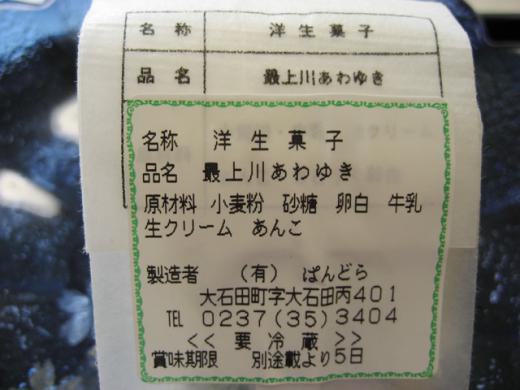 名称 洋生菓子
品名 最上川あわゆき
名称 洋生菓子
品名 最上川あわゆき
原材料 小麦粉 砂糖 卵白 牛乳
生クリーム あんこ
製造者 (有) ぱんどら
大石田町字大石田丙401
TEL 0237(35)3404
<< 要冷蔵 >>
賞味期限 別途載より5日